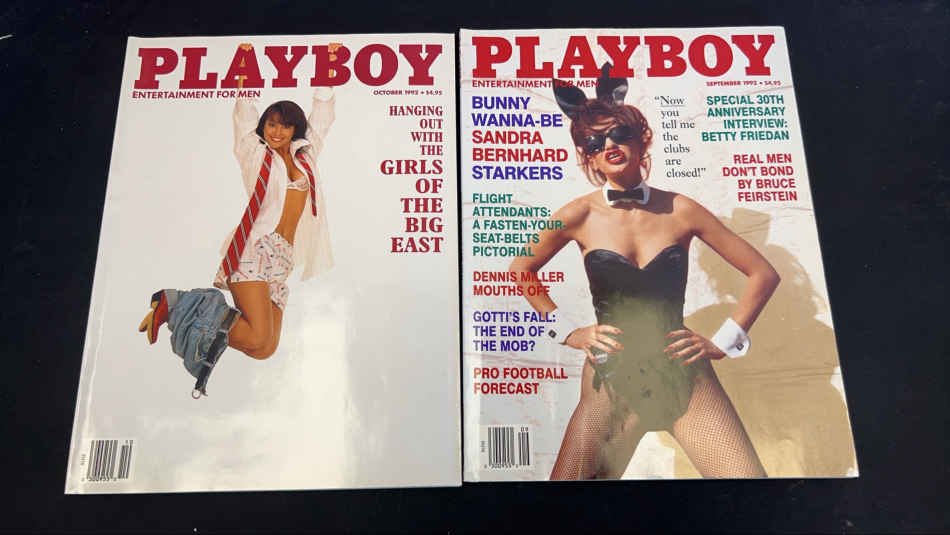 PLAYBOY
ENTERTAINMENT FOR MEN
OCTOBER 1992 • $4.95
HANGING
OUT
WITH
THE
GIRLS
OF
THE
BIG
EAST
10
PLAYBOY
ENTERTAINMENT FOR MEN
SEPTEMBER 1992 • $4.95
BUNNY
WANNA-BE
SANDRA
BERNHARD
STARKERS
FLIGHT
ATTENDANTS:
A FASTEN-YOUR-
SEAT-BELTS
PICTORIAL
DENNIS MILLER
MOUTHS OFF
GOTTI'S FALL:
THE END OF
THE MOB?
PRO FOOTBALL
FORECAST
"Now
you
tell me
the
clubs
are
closed!"
SPECIAL 30TH
ANNIVERSARY
INTERVIEW:
BETTY FRIEDAN
REAL MEN
DON'T BOND
BY BRUCE
FEIRSTEIN
09